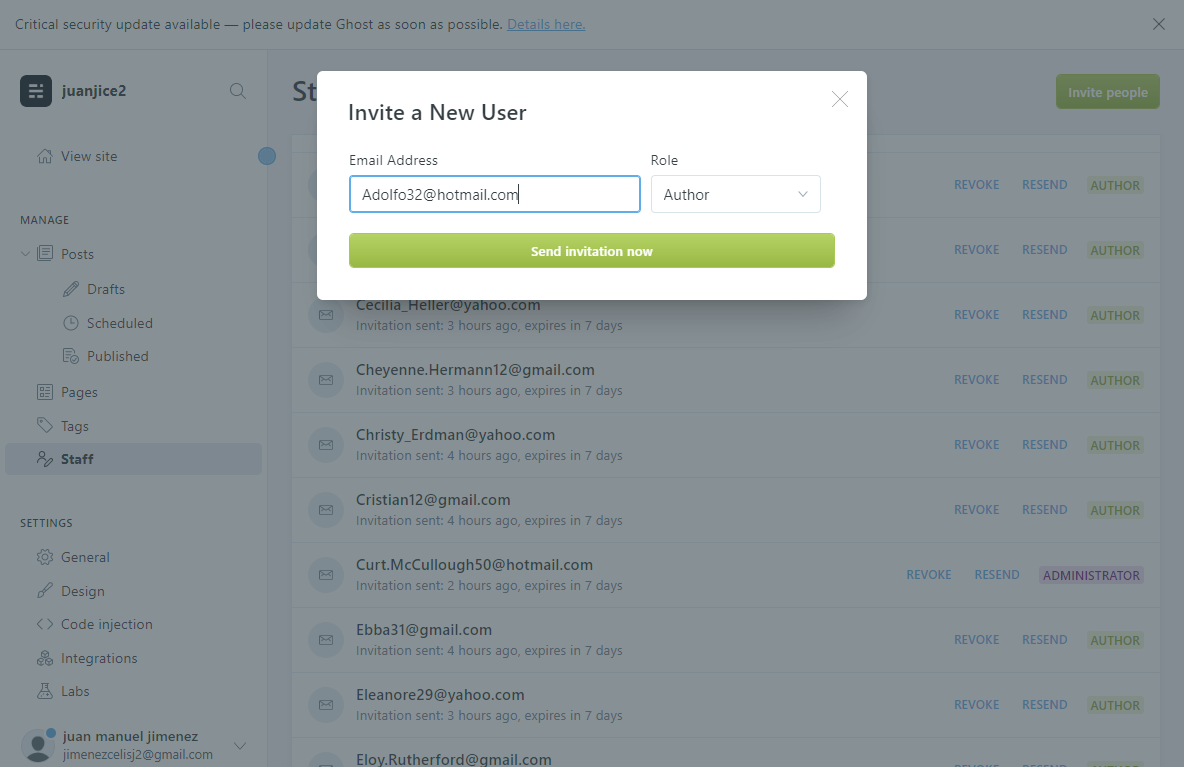 Critical security update available — please update Ghost as soon as possible. Details here.
juanjice2
St
Invite people
View site
Invite a New User
Email Address
Role
Adolfo32@hotmail.com
Author
Send invitation now
REVOKE RESEND AUTHOR
REVOKE RESEND AUTHOR
MANAGE
Posts
Drafts
Scheduled
Published
Pages
Tags
Staff
SETTINGS
General
Design
Code injection
Integrations
Labs
juan manuel jimenez
jimenezcelisj2@gmail.com
Cecilia_Heller@yahoo.com
Invitation sent: 3 hours ago, expires in 7 days
REVOKE RESEND AUTHOR
Cheyenne.Hermann12@gmail.com
Invitation sent: 3 hours ago, expires in 7 days
REVOKE RESEND AUTHOR
Christy_Erdman@yahoo.com
Invitation sent: 4 hours ago, expires in 7 days
REVOKE RESEND AUTHOR
Cristian12@gmail.com
Invitation sent: 4 hours ago, expires in 7 days
REVOKE RESEND AUTHOR
Curt.McCullough50@hotmail.com
Invitation sent: 2 hours ago, expires in 7 days
REVOKE RESEND ADMINISTRATOR
Ebba31@gmail.com
Invitation sent: 4 hours ago, expires in 7 days
REVOKE RESEND AUTHOR
Eleanore29@yahoo.com
Invitation sent: 3 hours ago, expires in 7 days
REVOKE RESEND AUTHOR
Eloy.Rutherford@gmail.com